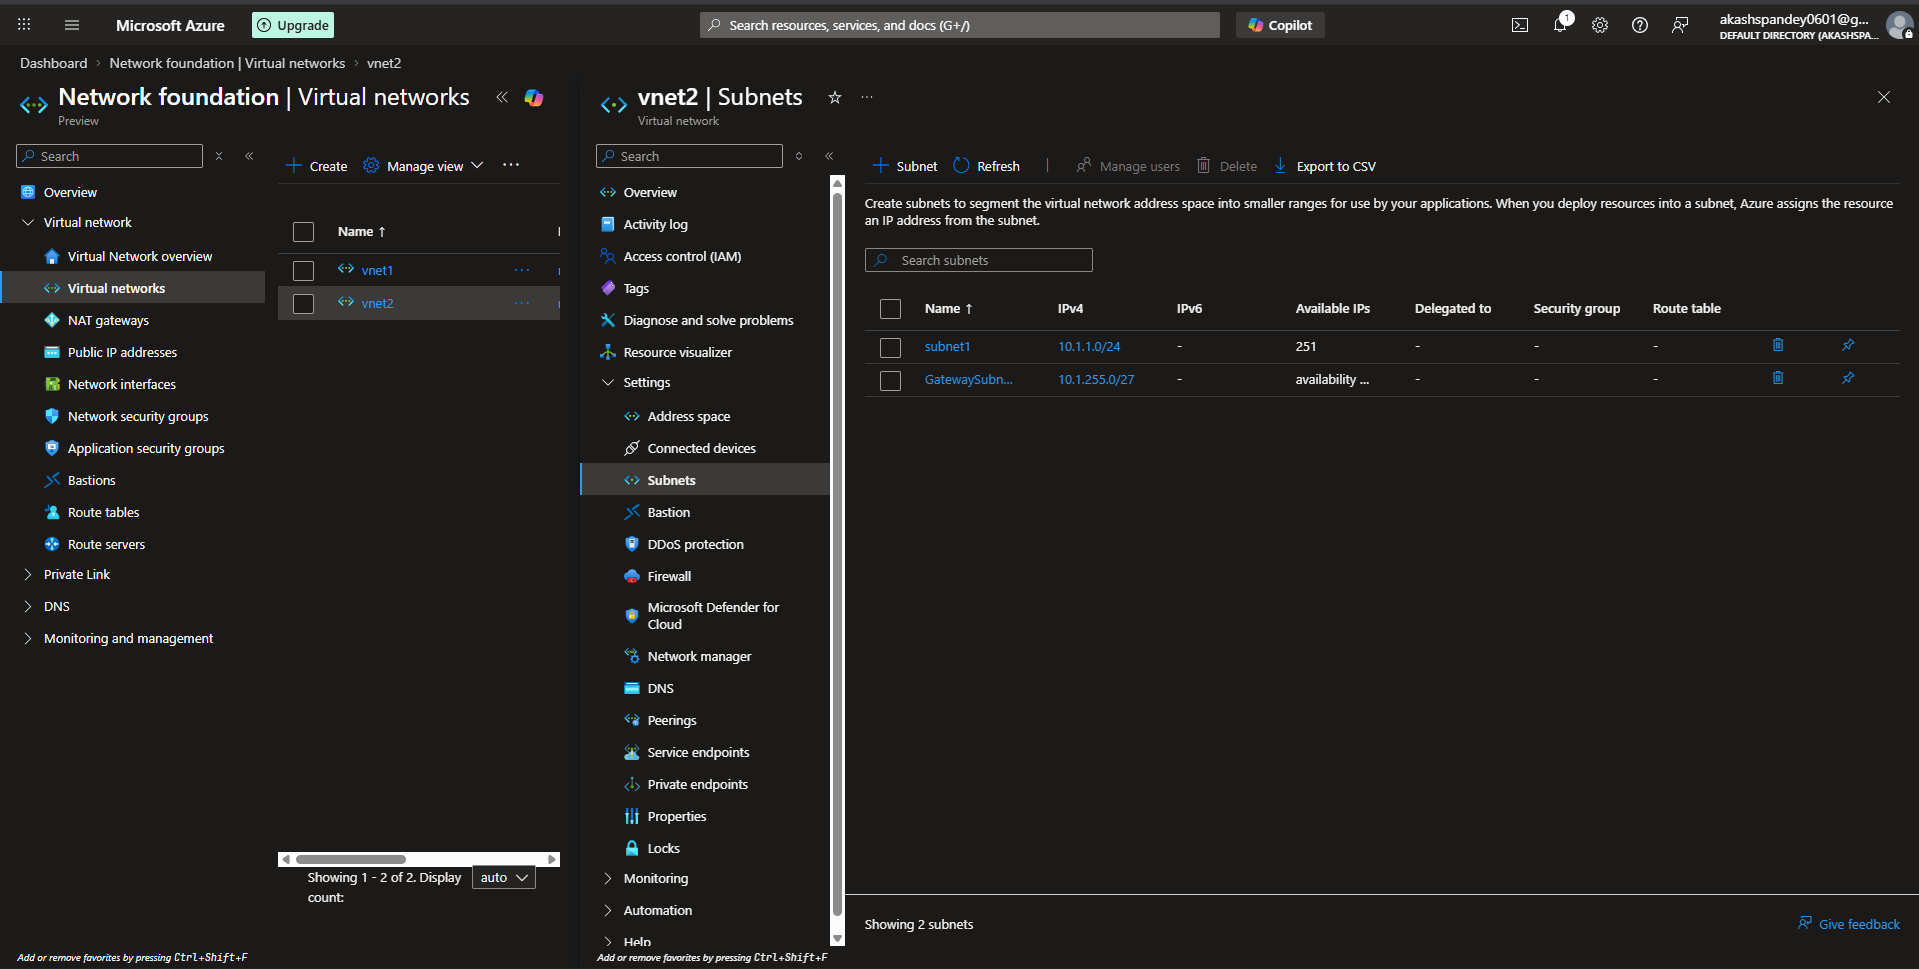 Microsoft Azure
Upgrade
Search resources, services, and docs (G+/)
Copilot
1
akashspandey0601@g...
DEFAULT DIRECTORY (AKASHSPA...
Dashboard > Network foundation | Virtual networks > vnet2
Network foundation | Virtual networks
Preview
Search
Overview
Virtual network
Virtual Network overview
Virtual networks
NAT gateways
Public IP addresses
Network interfaces
Network security groups
Application security groups
Bastions
Route tables
Route servers
Private Link
DNS
Monitoring and management
Add or remove favorites by pressing Ctrl+Shift+F
Create
Manage view
Name ↑
vnet1
vnet2
Showing 1 - 2 of 2. Display count:
auto
vnet2 | Subnets
Virtual network
Search
Overview
Activity log
Access control (IAM)
Tags
Diagnose and solve problems
Resource visualizer
Settings
Address space
Connected devices
Subnets
Bastion
DDoS protection
Firewall
Microsoft Defender for
Cloud
Network manager
DNS
Peerings
Service endpoints
Private endpoints
Properties
Locks
Monitoring
Automation
Help
Add or remove favorites by pressing Ctrl+Shift+F
Subnet Refresh | Manage users Delete Export to CSV
Create subnets to segment the virtual network address space into smaller ranges for use by your applications. When you deploy resources into a subnet, Azure assigns the resource
an IP address from the subnet.
Search subnets
Name ↑ IPv4 IPv6 Available IPs Delegated to Security group Route table
subnet1 10.1.1.0/24 - 251 - - -
GatewaySubn... 10.1.255.0/27 - availability ... - - -
Showing 2 subnets
Give feedback